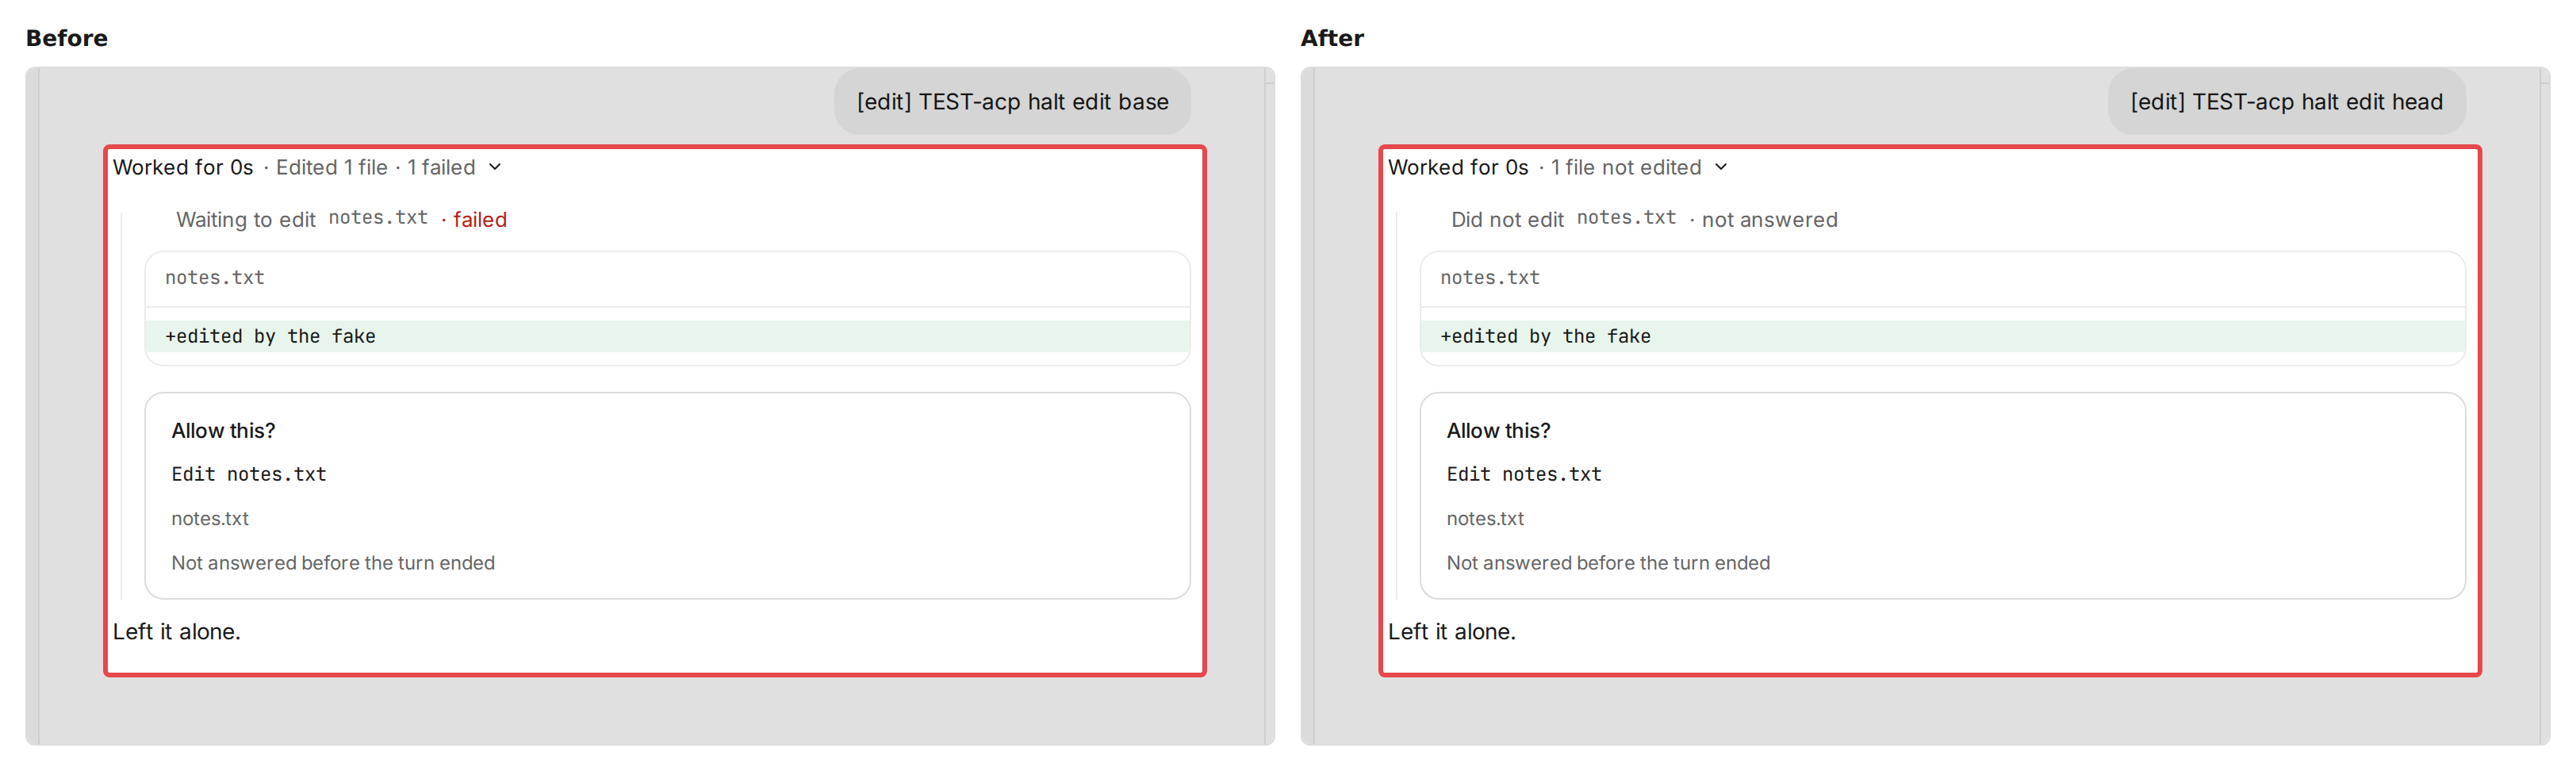 Before
[edit] TEST-acp halt edit base
Worked for 0s · Edited 1 file · 1 failed
Waiting to edit notes.txt · failed
notes.txt
+edited by the fake
Allow this?
Edit notes.txt
notes.txt
Not answered before the turn ended
Left it alone.
After
[edit] TEST-acp halt edit head
Worked for 0s · 1 file not edited
Did not edit notes.txt · not answered
notes.txt
+edited by the fake
Allow this?
Edit notes.txt
notes.txt
Not answered before the turn ended
Left it alone.